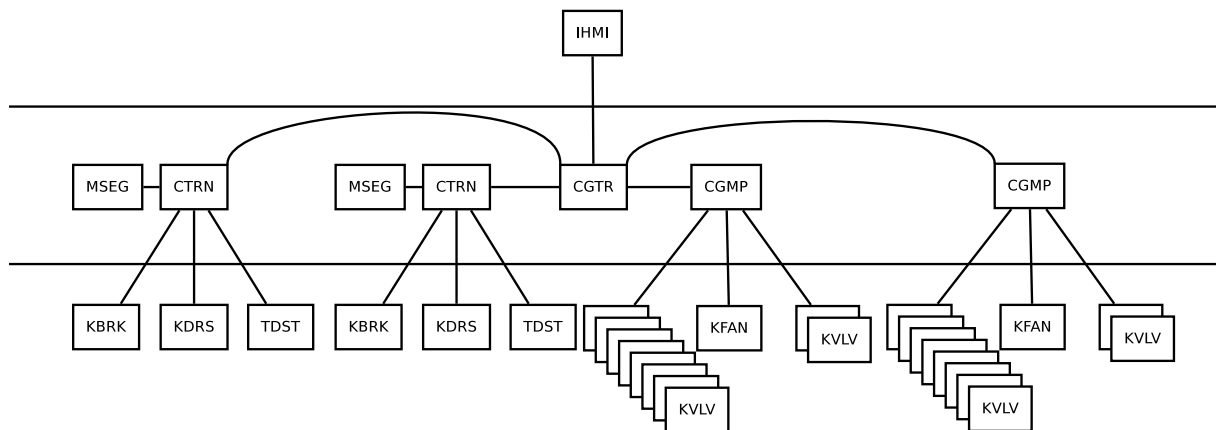 IHMI
MSEG CTRN MSEG CTRN CGTR CGMP CGMP
KBRK KDRS TDST KBRK KDRS TDST KFAN KVLV KFAN KVLV
KVLV KVLV